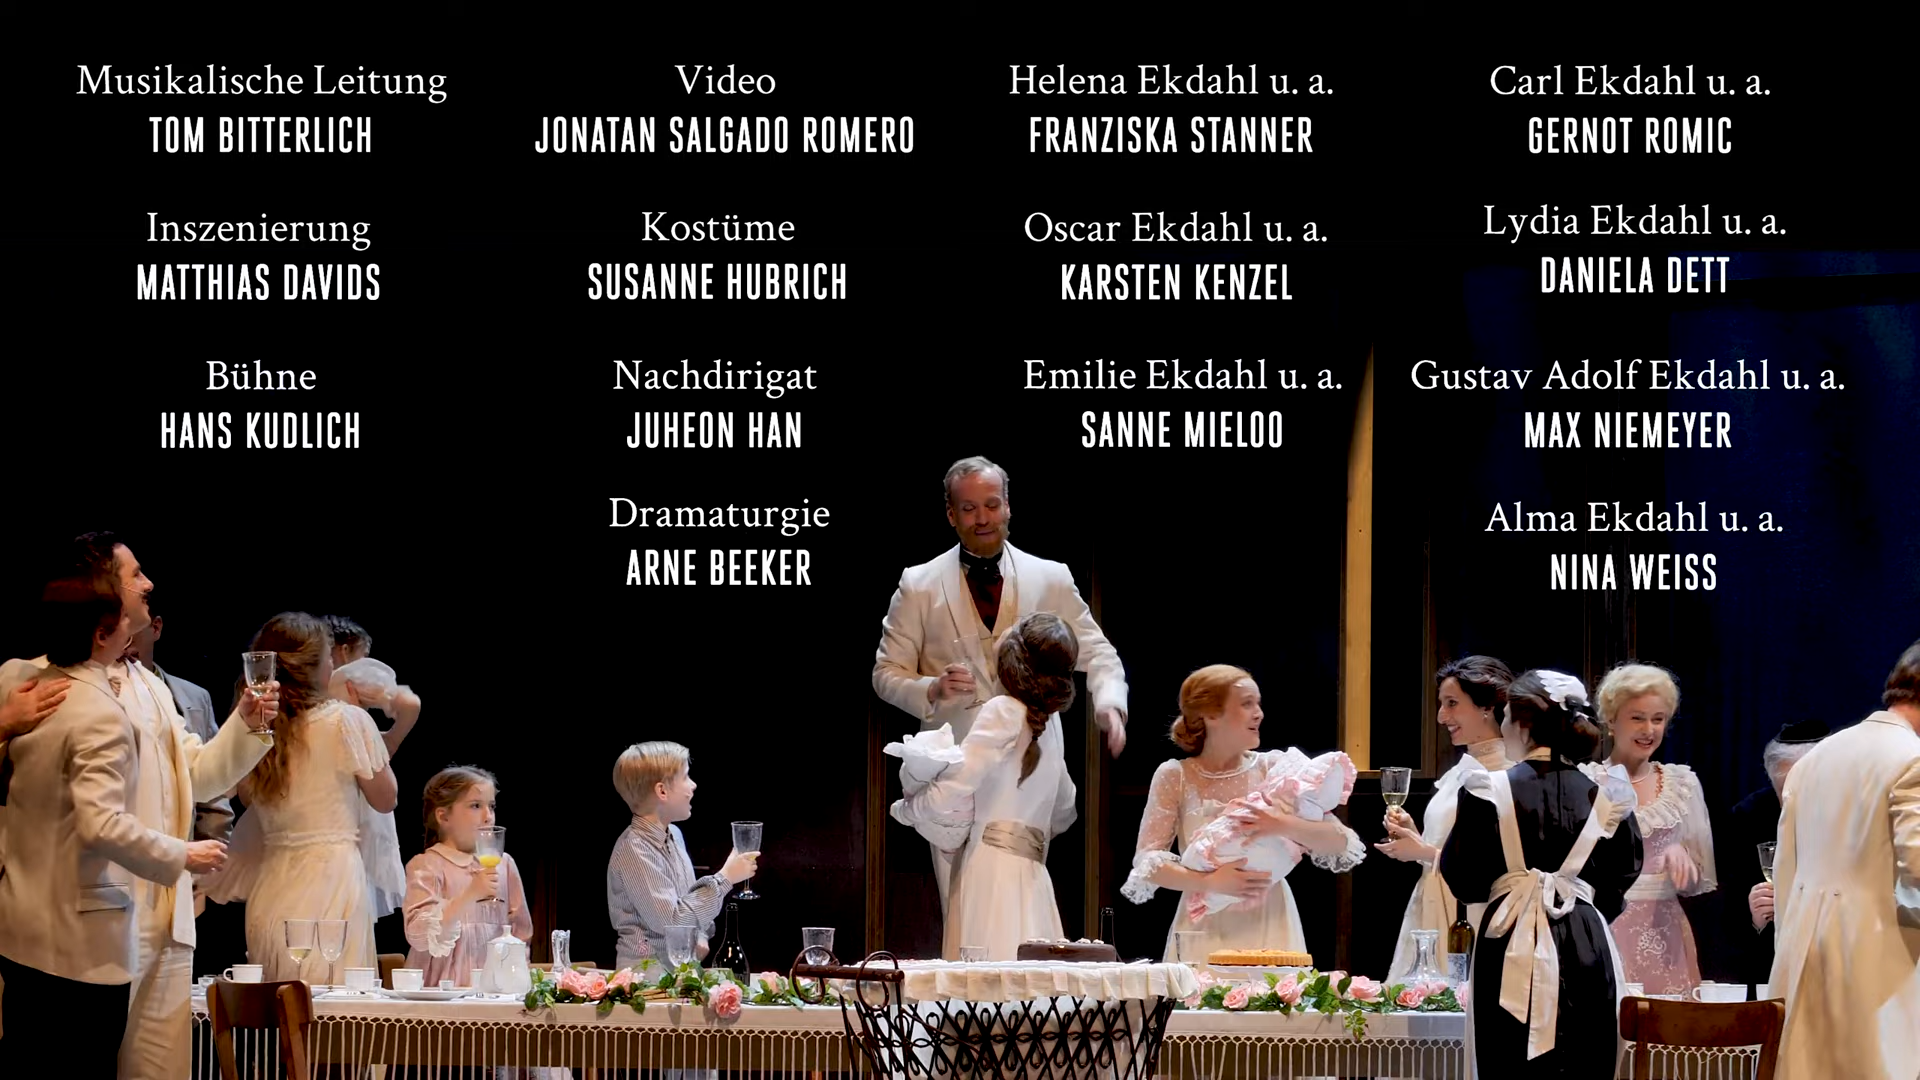 Musikalische Leitung
TOM BITTERLICH
Inszenierung
MATTHIAS DAVIDS
Bühne
HANS KUDLICH
Video
JONATAN SALGADO ROMERO
Kostüme
SUSANNE HUBRICH
Nachdirigat
JUHEON HAN
Dramaturgie
ARNE BEEKER
Helena Ekdahl u. a.
FRANZISKA STANNER
Oscar Ekdahl u. a.
KARSTEN KENZEL
Emilie Ekdahl u. a.
SANNE MIELOO
Carl Ekdahl u. a.
GERNOT ROMIC
Lydia Ekdahl u. a.
DANIELA DETT
Gustav Adolf Ekdahl u. a.
MAX NIEMEYER
Alma Ekdahl u. a.
NINA WEISS